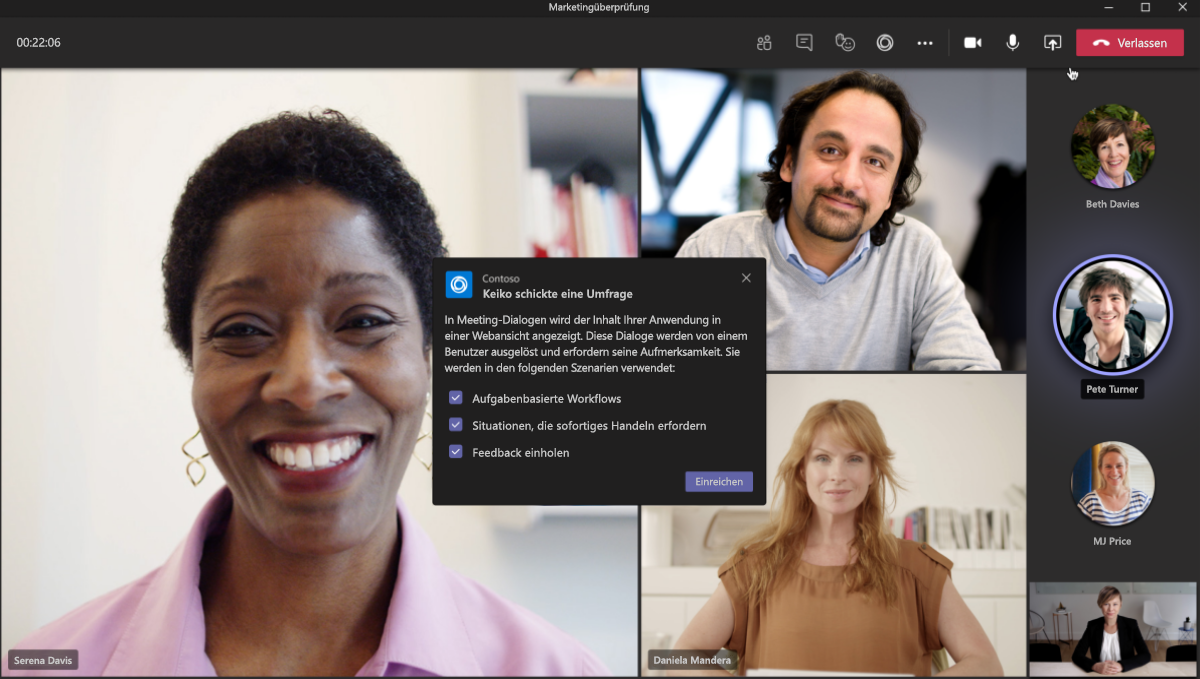 Marketingüberprüfung
00:22:06
Verlassen
Beth Davies
Contoso
Keiko schickte eine Umfrage
In Meeting-Dialogen wird der Inhalt Ihrer Anwendung in
einer Webansicht angezeigt. Diese Dialoge werden von einem
Benutzer ausgelöst und erfordern seine Aufmerksamkeit. Sie
werden in den folgenden Szenarien verwendet:
Aufgabenbasierte Workflows
Situationen, die sofortiges Handeln erfordern
Feedback einholen
Einreichen
Pete Turner
MJ Price
Serena Davis
Daniela Mandera